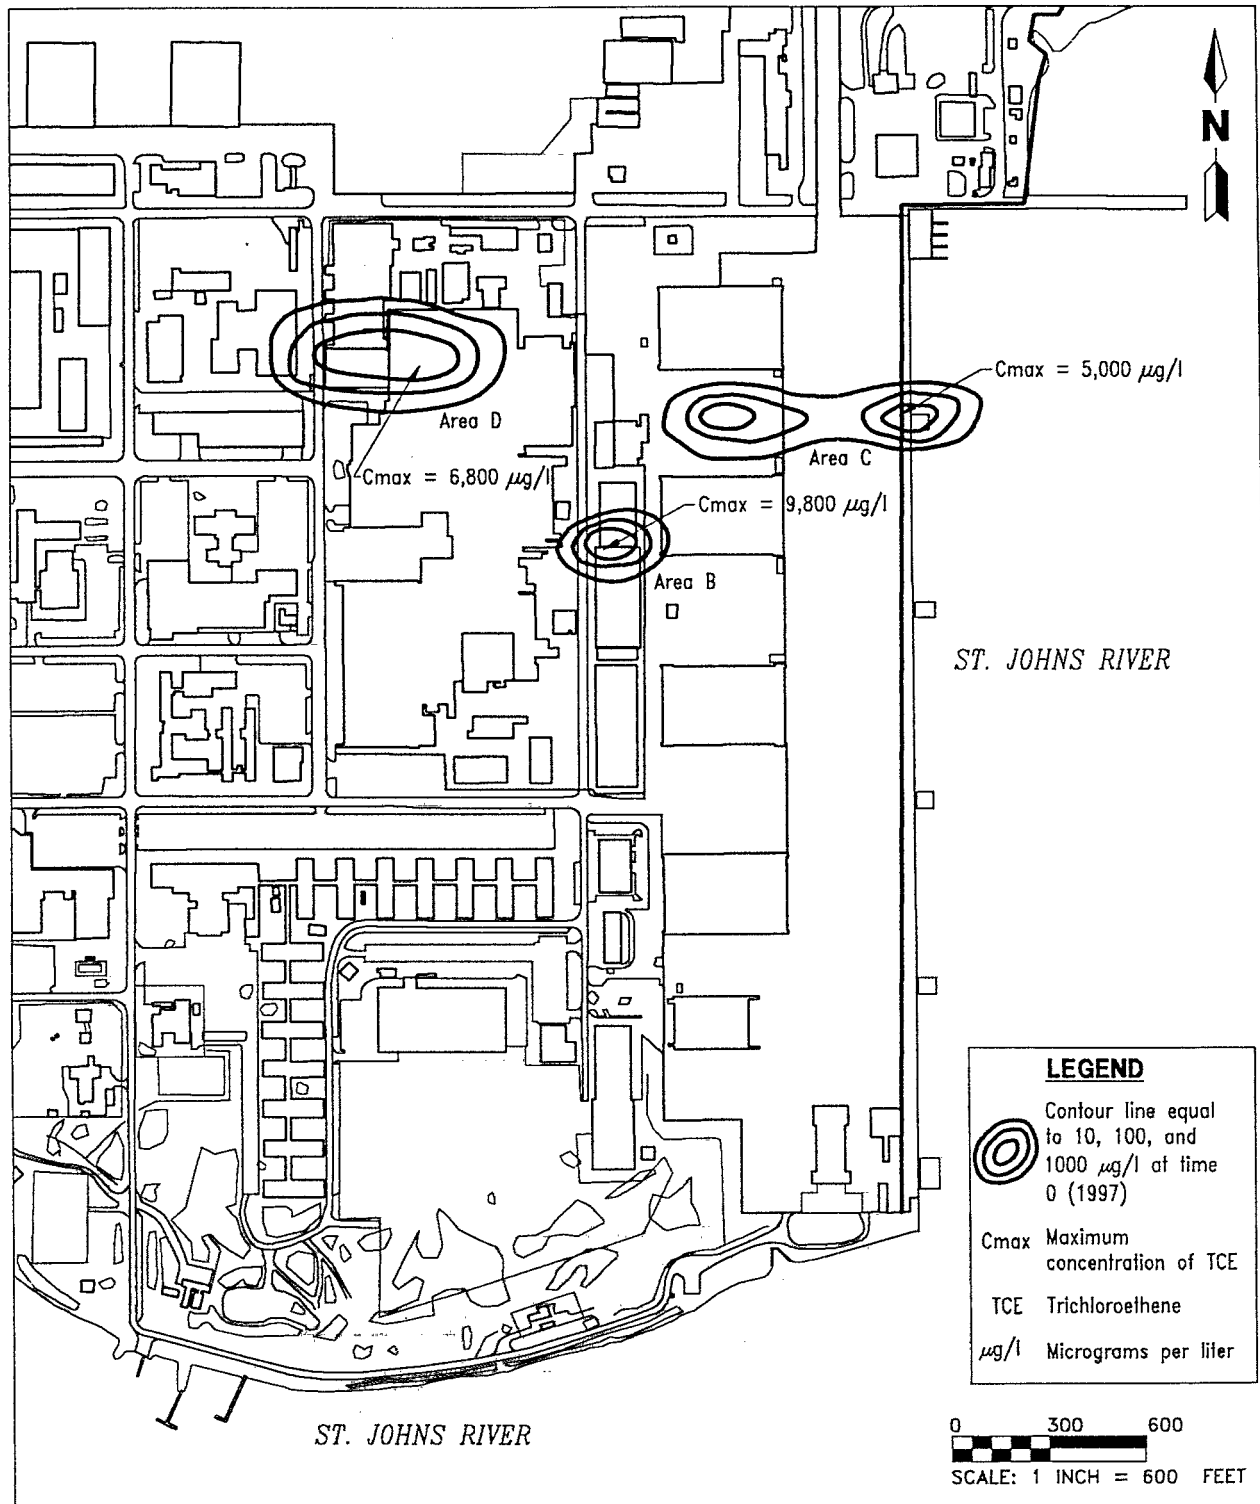 N
Cmax = 5,000 µg/l
Area D
Area C
Cmax = 6,800 µg/l
Cmax = 9,800 µg/l
Area B
ST. JOHNS RIVER
LEGEND
Contour line equal
to 10, 100, and
1000 µg/l at time
0 (1997)
Cmax Maximum
concentration of TCE
TCE Trichloroethene
µg/l Micrograms per liter
ST. JOHNS RIVER
0 300 600
SCALE: 1 INCH = 600 FEET